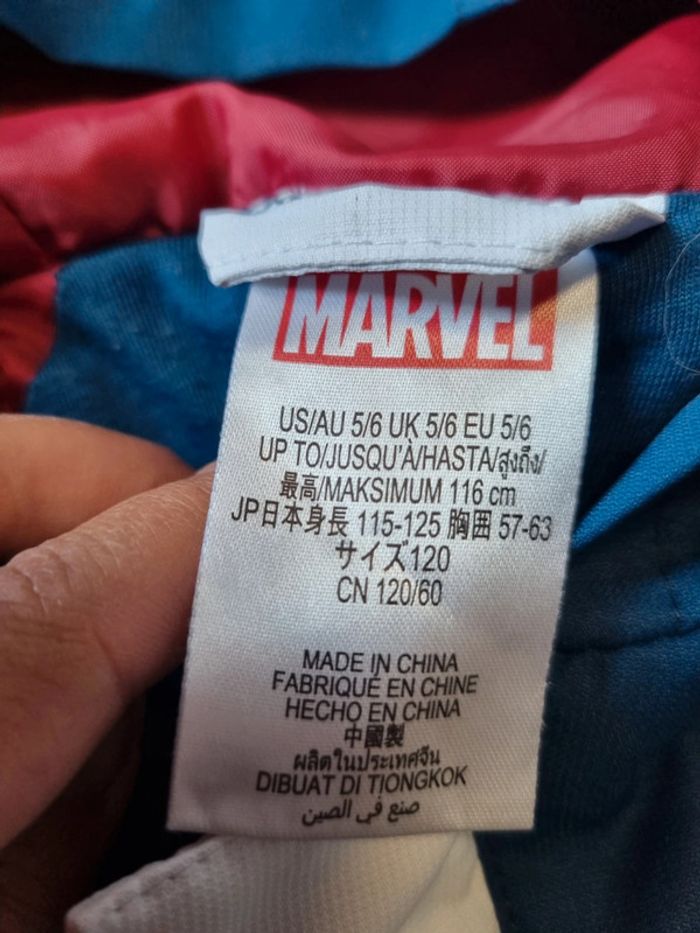 MARVEL
US/AU 5/6 UK 5/6 EU 5/6
UP TO/JUSQU'À/HASTA/สูงถึง/
最高/MAKSIMUM 116 cm
JP日本身長 115-125 胸囲 57-63
サイズ120
CN 120/60
MADE IN CHINA
FABRIQUÉ EN CHINE
HECHO EN CHINA
中國製
ผลิตในประเทศจีน
DIBUAT DI TIONGKOK
صنع في الصين